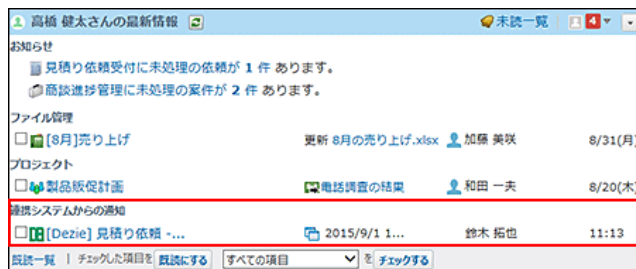 高橋 健太さんの最新情報 未読一覧 4
お知らせ
見積り依頼受付に未処理の依頼が 1 件 あります。
商談進捗管理に未処理の案件が 2 件 あります。
ファイル管理
[8月]売り上げ 更新 8月の売り上げ.xlsx 加藤 美咲 8/31(月)
プロジェクト
製品販促計画 電話調査の結果 和田 一夫 8/20(木)
連携システムからの通知
[Dezie] 見積り依頼 -... 2015/9/1 1... 鈴木 拓也 11:13
既読一覧 | チェックした項目を 既読にする すべての項目 を チェックする